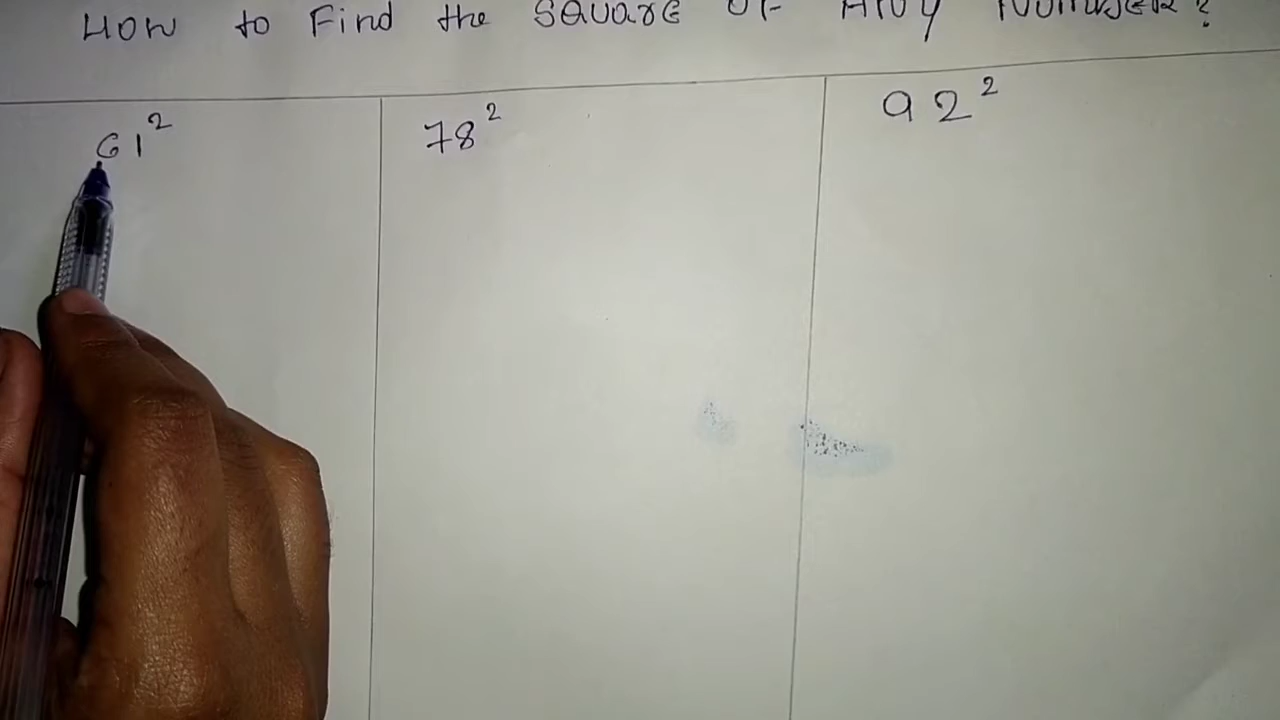 How to Find the SQUARE OF ANY NUMBER?
61² 78² 92²